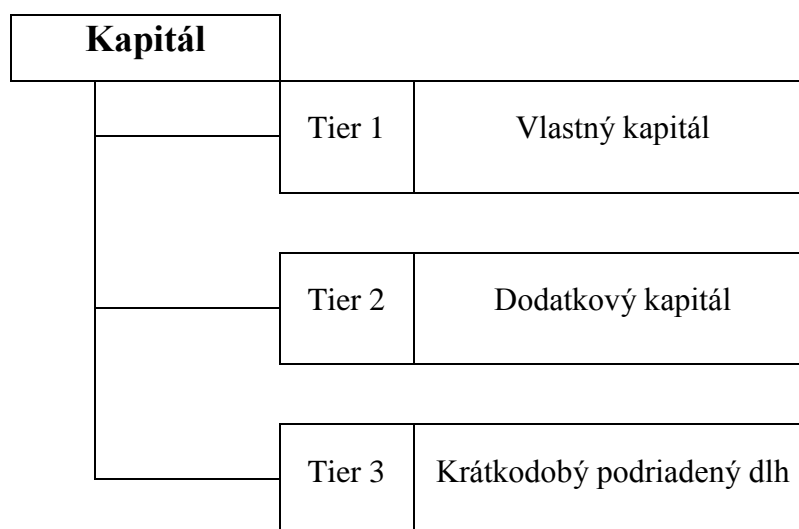 Kapitál
Tier 1 Vlastný kapitál
Tier 2 Dodatkový kapitál
Tier 3 Krátkodobý podriadený dlh